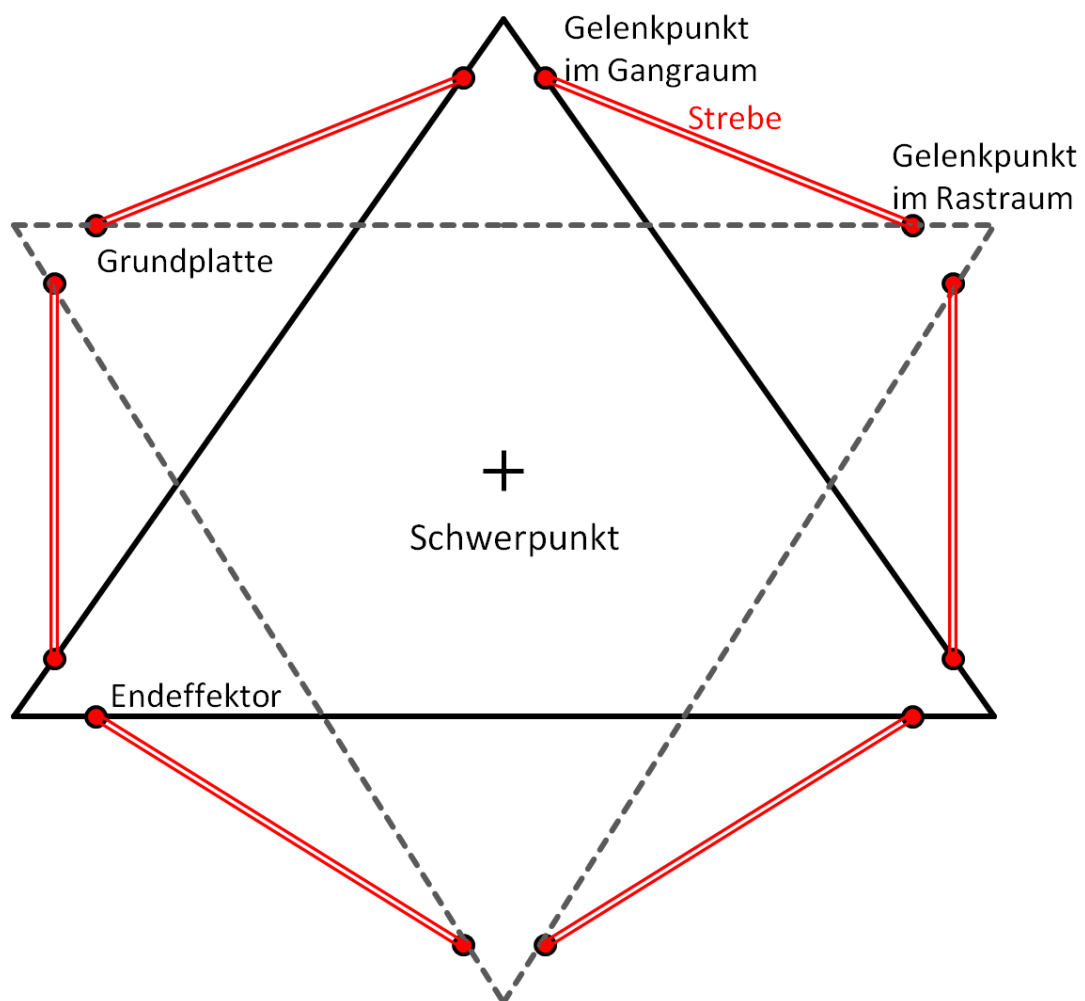 Gelenkpunkt
im Gangraum
Strebe
Gelenkpunkt
im Rastraum
Grundplatte
Schwerpunkt
Endeffektor